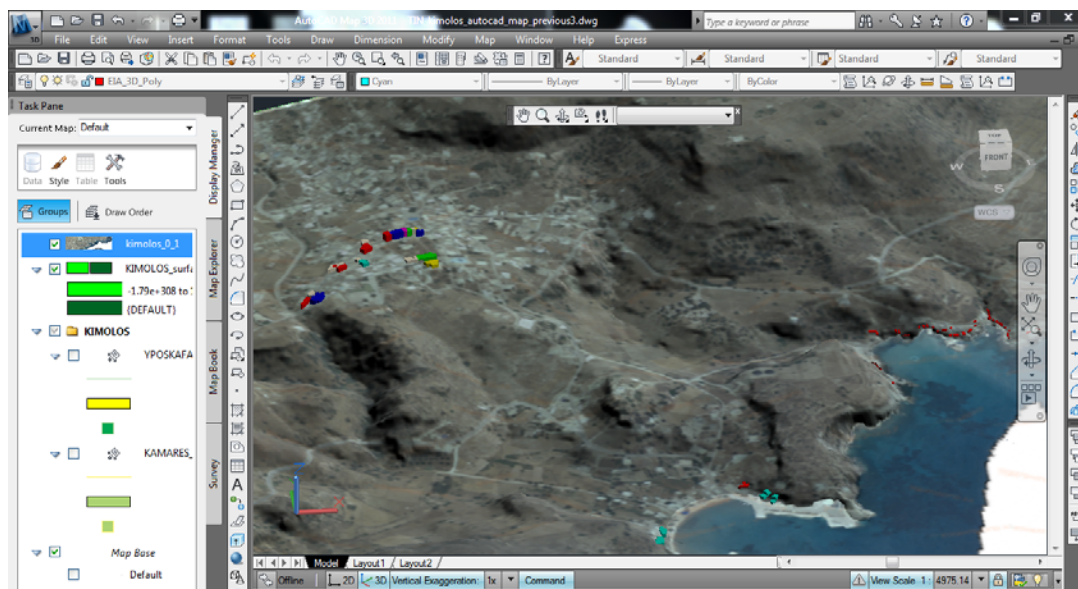 AutoCAD Map 3D 2011 - TIN_kimolos_autocad_map_previous3.dwg
Type a keyword or phrase
3D
File Edit View Insert Format Tools Draw Dimension Modify Map Window Help Express
Standard
Standard
Standard
Standard
EIA_3D_Poly
Cyan
ByLayer
ByLayer
ByColor
Task Pane
Current Map: Default
Data Style Table Tools
Groups Draw Order
kimolos_0_1
KIMOLOS_surfa
-1.79e+308 to
(DEFAULT)
KIMOLOS
YPOSKAFA
KAMARES_
Map Base
Default
Display Manager
Map Explorer
Map Book
Survey
A
TOP
FRONT
W
S
WCS
Model Layout1 Layout2
Offline 2D 3D Vertical Exaggeration: 1x Command
View Scale 1: 4975.14